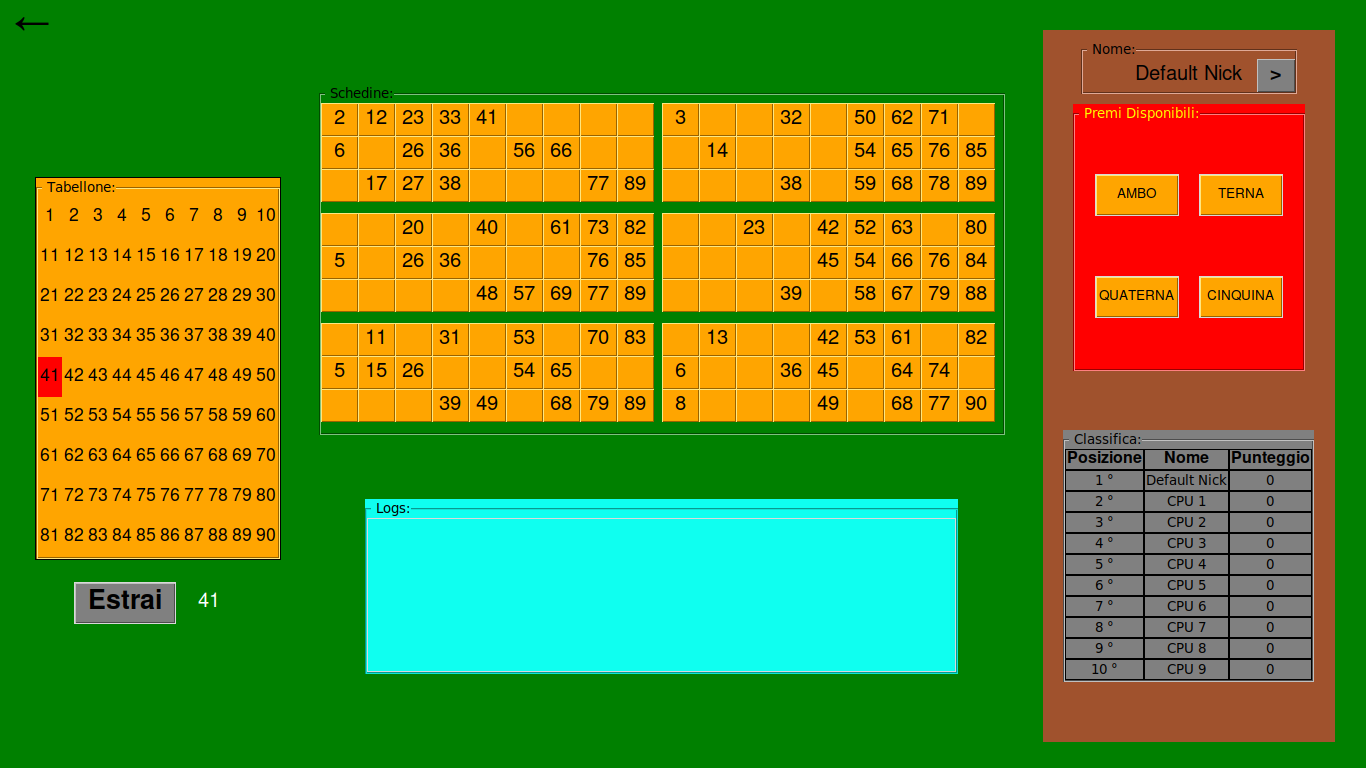 ←
Nome:
Default Nick >
Schedine:
2 12 23 33 41
6 26 36 56 66
17 27 38 77 89
3 32 50 62 71
14 54 65 76 85
38 59 68 78 89
20 40 61 73 82
5 26 36 76 85
48 57 69 77 89
23 42 52 63 80
45 54 66 76 84
39 58 67 79 88
11 31 53 70 83
5 15 26 54 65
39 49 68 79 89
13 42 53 61 82
6 36 45 64 74
8 49 68 77 90
Premi Disponibili:
AMBO TERNA
QUATERNA CINQUINA
Tabellone:
1 2 3 4 5 6 7 8 9 10
11 12 13 14 15 16 17 18 19 20
21 22 23 24 25 26 27 28 29 30
31 32 33 34 35 36 37 38 39 40
41 42 43 44 45 46 47 48 49 50
51 52 53 54 55 56 57 58 59 60
61 62 63 64 65 66 67 68 69 70
71 72 73 74 75 76 77 78 79 80
81 82 83 84 85 86 87 88 89 90
Estrai 41
Logs:
Classifica:
Posizione Nome Punteggio
1 ° Default Nick 0
2 ° CPU 1 0
3 ° CPU 2 0
4 ° CPU 3 0
5 ° CPU 4 0
6 ° CPU 5 0
7 ° CPU 6 0
8 ° CPU 7 0
9 ° CPU 8 0
10 ° CPU 9 0